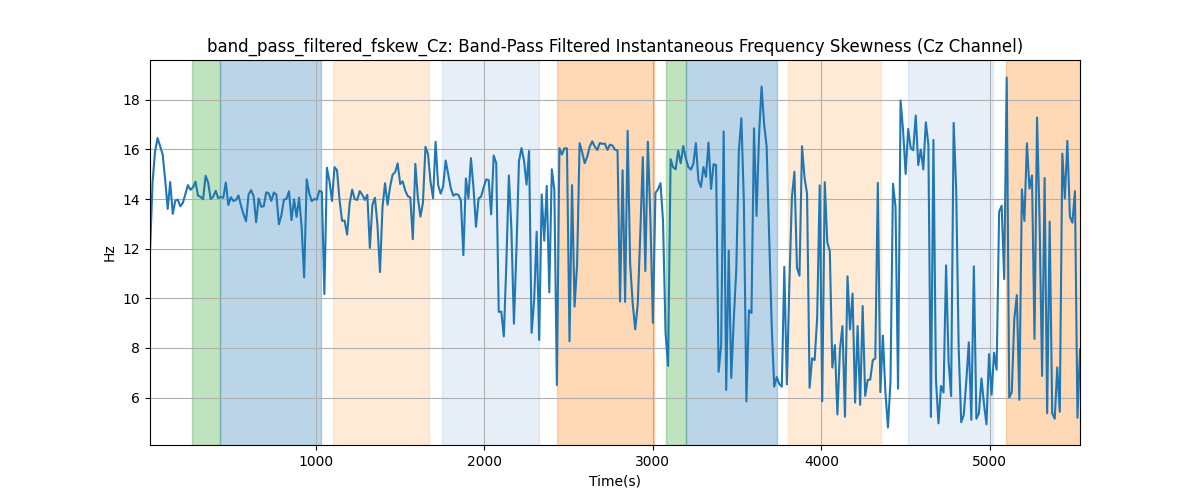 band_pass_filtered_fskew_Cz: Band-Pass Filtered Instantaneous Frequency Skewness (Cz Channel)
Hz
18
16
14
12
10
8
6
1000 2000 3000 4000 5000
Time(s)